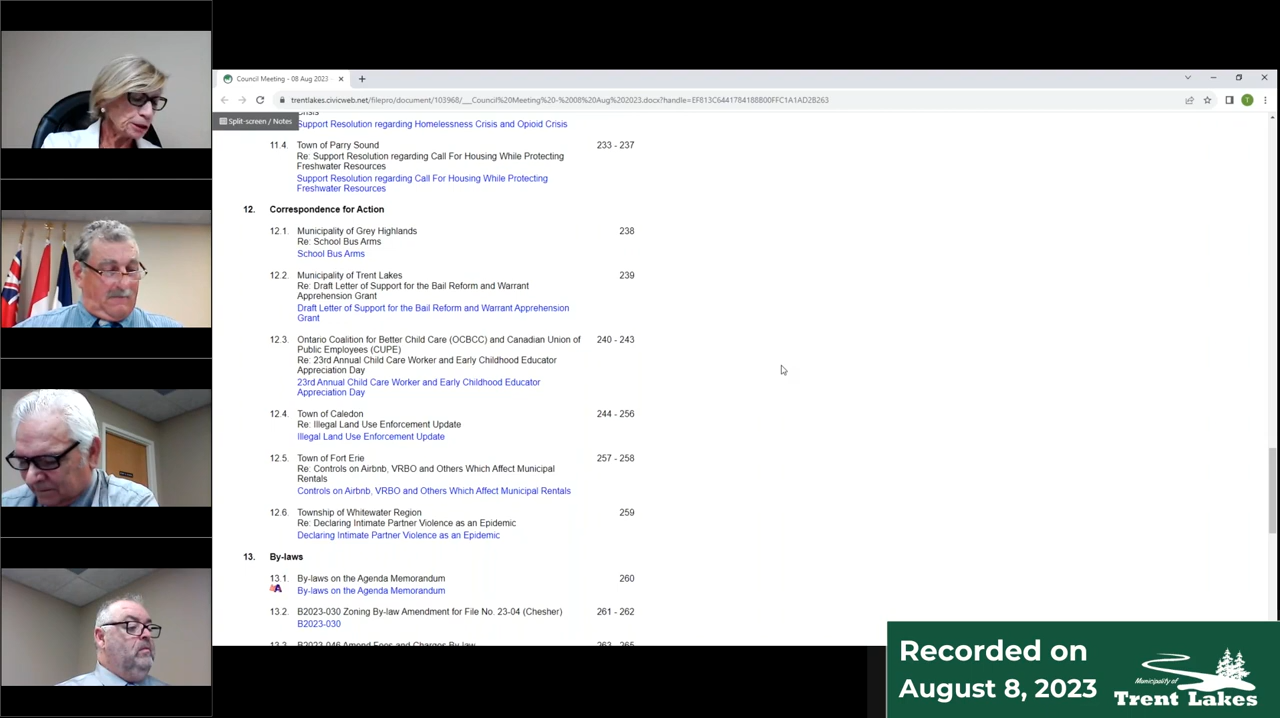 Council Meeting - 08 Aug 2023
trentlakes.civicweb.net/filepro/document/103968/__Council%20Meeting%20-%2008%20Aug%202023.docx?handle=EF813C6441784188B00FFC1A1AD2B263
T
Split-screen / Notes
Crisis
Support Resolution regarding Homelessness Crisis and Opioid Crisis
11.4. Town of Parry Sound 233 - 237
Re: Support Resolution regarding Call For Housing While Protecting
Freshwater Resources
Support Resolution regarding Call For Housing While Protecting
Freshwater Resources
12. Correspondence for Action
12.1. Municipality of Grey Highlands 238
Re: School Bus Arms
School Bus Arms
12.2. Municipality of Trent Lakes 239
Re: Draft Letter of Support for the Bail Reform and Warrant
Apprehension Grant
Draft Letter of Support for the Bail Reform and Warrant Apprehension
Grant
12.3. Ontario Coalition for Better Child Care (OCBCC) and Canadian Union of 240 - 243
Public Employees (CUPE)
Re: 23rd Annual Child Care Worker and Early Childhood Educator
Appreciation Day
23rd Annual Child Care Worker and Early Childhood Educator
Appreciation Day
12.4. Town of Caledon 244 - 256
Re: Illegal Land Use Enforcement Update
Illegal Land Use Enforcement Update
12.5. Town of Fort Erie 257 - 258
Re: Controls on Airbnb, VRBO and Others Which Affect Municipal
Rentals
Controls on Airbnb, VRBO and Others Which Affect Municipal Rentals
12.6. Township of Whitewater Region 259
Re: Declaring Intimate Partner Violence as an Epidemic
Declaring Intimate Partner Violence as an Epidemic
13. By-laws
13.1. By-laws on the Agenda Memorandum 260
By-laws on the Agenda Memorandum
13.2. B2023-030 Zoning By-law Amendment for File No. 23-04 (Chesher) 261 - 262
B2023-030
13.3. B2023-046 Amend Fees and Charges By-law 263 - 265
Recorded on
August 8, 2023
Municipality of
Trent Lakes